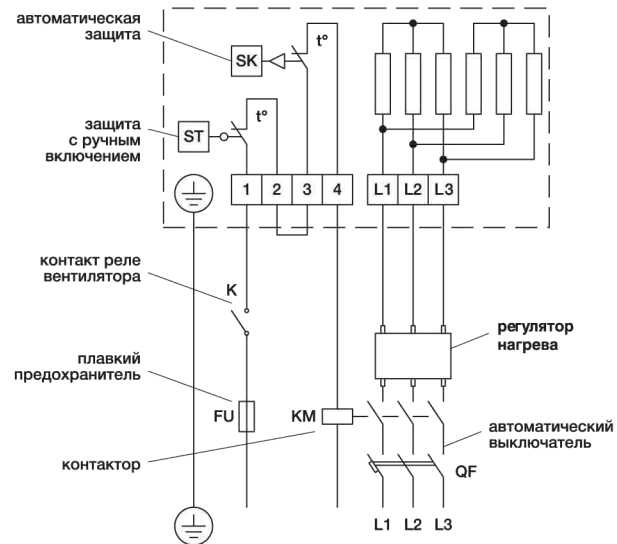 автоматическая
защита
SK
t°
защита
с ручным
включением
ST
t°
1 2 3 4 L1 L2 L3
контакт реле
вентилятора
K
регулятор
нагрева
плавкий
предохранитель
FU
KM
автоматический
выключатель
контактор
QF
L1 L2 L3